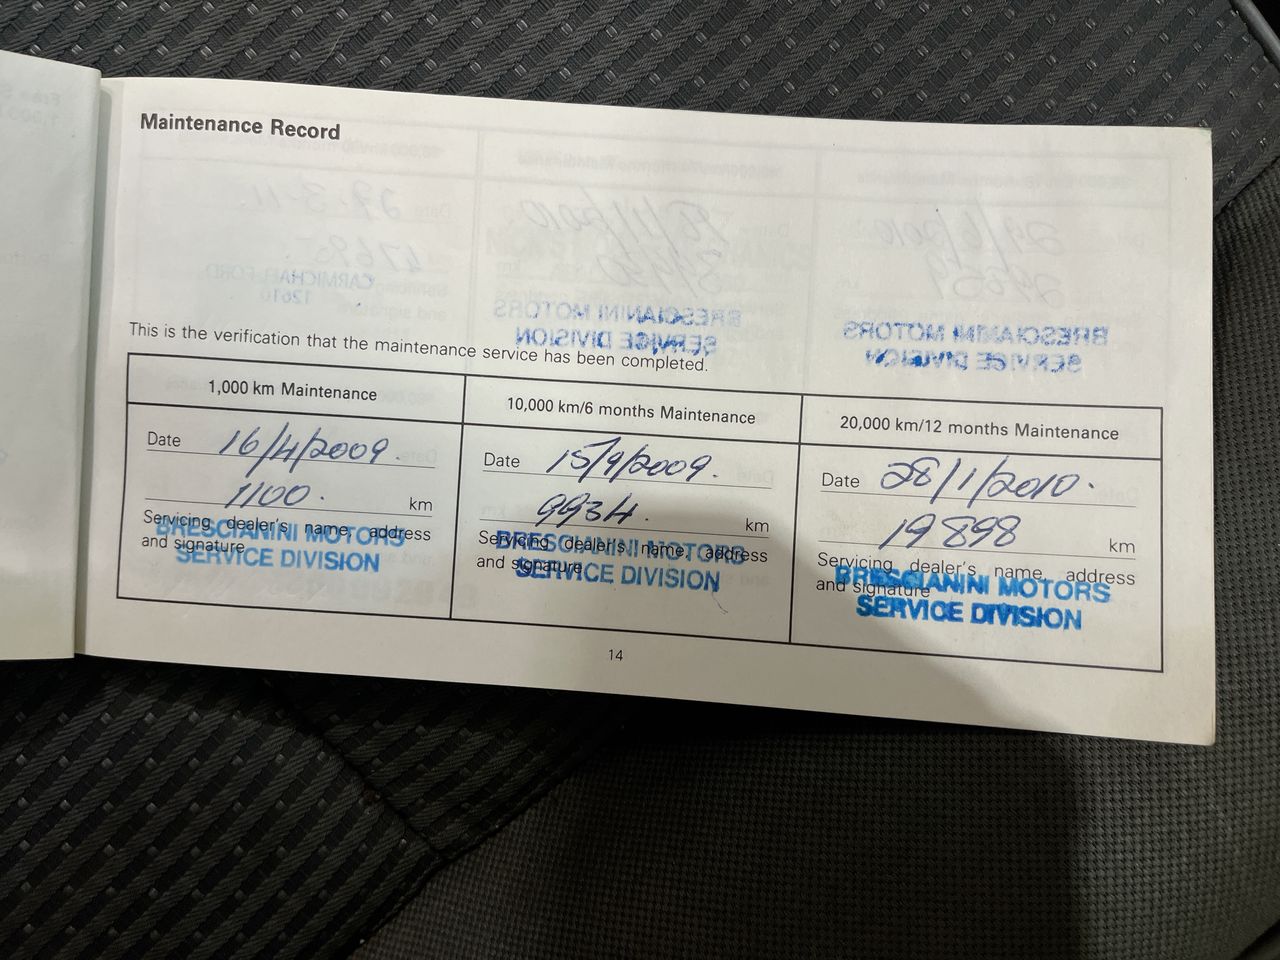 Maintenance Record
This is the verification that the maintenance service has been completed.
1,000 km Maintenance
Date 16/4/2009.
1100. km
Servicing dealer's name, address
and signature
BRESCIANINI MOTORS
SERVICE DIVISION
10,000 km/6 months Maintenance
Date 15/9/2009.
9934. km
Servicing dealer's name, address
and signature
BRESCIANINI MOTORS
SERVICE DIVISION
20,000 km/12 months Maintenance
Date 28/1/2010.
19898 km
Servicing dealer's name, address
and signature
BRESCIANINI MOTORS
SERVICE DIVISION
14